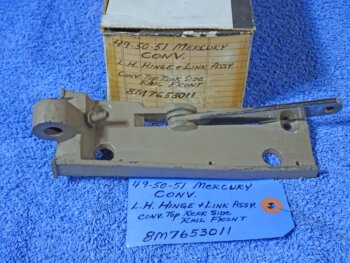 49-50-51 MERCURY
CONV.
L.H. HINGE + LINK ASSY
CONV. TOP REAR SIDE
RAIL FRONT
8M7653011
49-50-51 MERCURY
CONV.
L.H. HINGE + LINK ASSY.
CONV. TOP REAR SIDE
RAIL FRONT
8M7653011